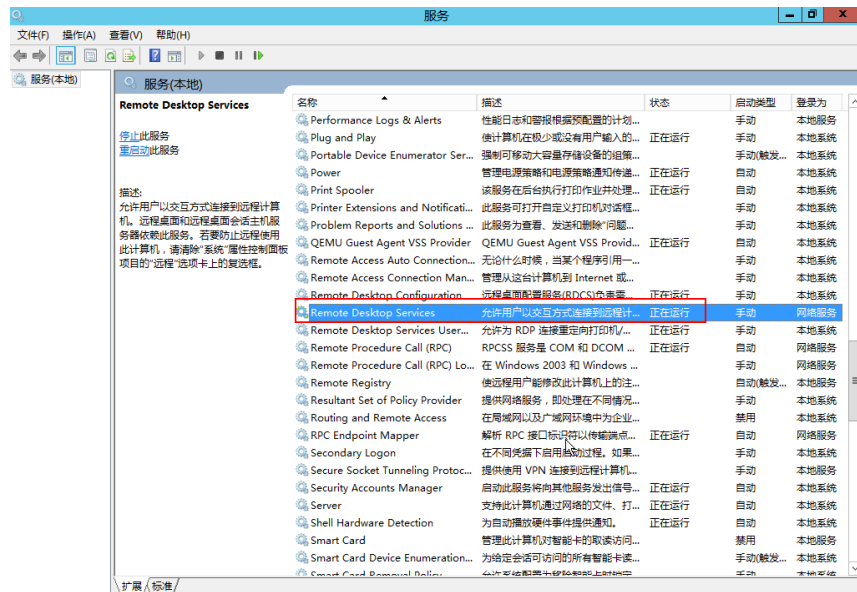 服务
文件(F) 操作(A) 查看(V) 帮助(H)
服务(本地)
服务(本地)
Remote Desktop Services
停止此服务
重启动此服务
描述:
允许用户以交互方式连接到远程计算
机。远程桌面和远程桌面会话主机服
务器依赖此服务。若要防止远程使用
此计算机，请清除“系统”属性控制面板
项目的“远程”选项卡上的复选框。
名称 描述 状态 启动类型 登录为
Performance Logs & Alerts 性能日志和警报根据预配置的计划... 手动 本地服务
Plug and Play 使计算机在极少或没有用户输入的... 正在运行 手动 本地系统
Portable Device Enumerator Ser... 强制可移动大容量存储设备的组策... 手动(触发... 本地系统
Power 管理电源策略和电源策略通知传递... 正在运行 自动 本地系统
Print Spooler 该服务在后台执行打印作业并处理... 正在运行 自动 本地系统
Printer Extensions and Notificati... 此服务可打开自定义打印机对话框... 手动 本地系统
Problem Reports and Solutions ... 此服务为查看、发送和删除“问题... 手动 本地系统
QEMU Guest Agent VSS Provider QEMU Guest Agent VSS Provid... 正在运行 自动 本地系统
Remote Access Auto Connection... 无论什么时候，当某个程序引用一... 手动 本地系统
Remote Access Connection Man... 管理从这台计算机到 Internet 或... 手动 本地系统
Remote Desktop Configuration 远程桌面配置服务(RDCS)负责需... 正在运行 手动 本地系统
Remote Desktop Services 允许用户以交互方式连接到远程计... 正在运行 手动 网络服务
Remote Desktop Services User... 允许为 RDP 连接重定向打印机/... 正在运行 手动 本地系统
Remote Procedure Call (RPC) RPCSS 服务是 COM 和 DCOM ... 正在运行 自动 网络服务
Remote Procedure Call (RPC) Lo... 在 Windows 2003 和 Windows ... 手动 网络服务
Remote Registry 使远程用户能修改此计算机上的注... 自动(触发... 本地服务
Resultant Set of Policy Provider 提供网络服务，即处理在不同情况... 手动 本地系统
Routing and Remote Access 在局域网以及广域网环境中为企业... 禁用 本地系统
RPC Endpoint Mapper 解析 RPC 接口标识符以传输端点... 正在运行 自动 网络服务
Secondary Logon 在不同凭据下启用启动过程。如果... 手动 本地系统
Secure Socket Tunneling Protoc... 提供使用 VPN 连接到远程计算机... 手动 本地服务
Security Accounts Manager 启动此服务将向其他服务发出信号... 正在运行 自动 本地系统
Server 支持此计算机通过网络的文件、打... 正在运行 自动 本地系统
Shell Hardware Detection 为自动播放硬件事件提供通知。 正在运行 自动 本地系统
Smart Card 管理此计算机对智能卡的取读访问... 禁用 本地服务
Smart Card Device Enumeration... 为给定会话可访问的所有智能卡读... 手动(触发... 本地系统
Smart Card Removal Policy 允许系统配置为移除智能卡时锁定... 手动 本地系统
扩展 标准